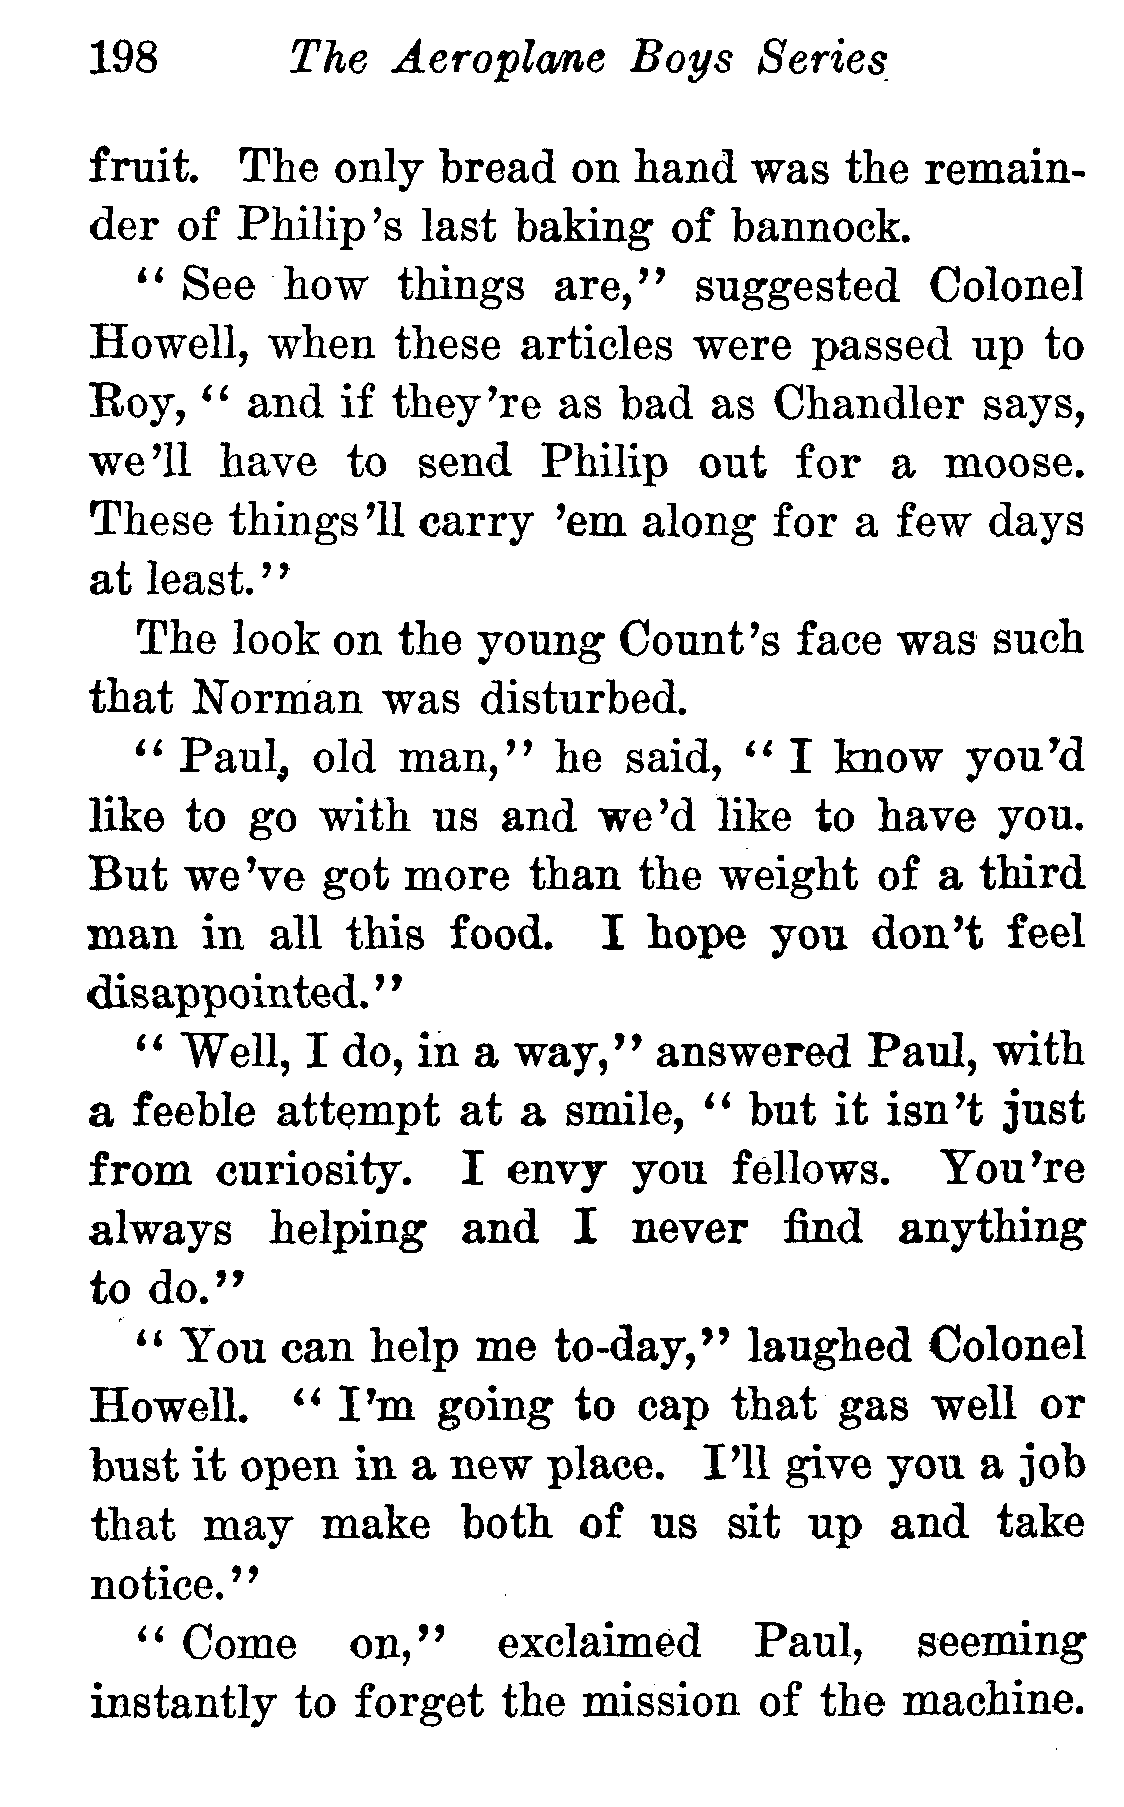 198 The Aeroplane Boys Series
fruit. The only bread on hand was the remain-
der of Philip's last baking of bannock.
" See how things are," suggested Colonel
Howell, when these articles were passed up to
Roy, " and if they're as bad as Chandler says,
we'll have to send Philip out for a moose.
These things'll carry 'em along for a few days
at least."
The look on the young Count's face was such
that Norman was disturbed.
" Paul, old man," he said, " I know you'd
like to go with us and we'd like to have you.
But we've got more than the weight of a third
man in all this food. I hope you don't feel
disappointed."
" Well, I do, in a way," answered Paul, with
a feeble attempt at a smile, " but it isn't just
from curiosity. I envy you fellows. You're
always helping and I never find anything
to do."
" You can help me to-day," laughed Colonel
Howell. " I'm going to cap that gas well or
bust it open in a new place. I'll give you a job
that may make both of us sit up and take
notice."
" Come on," exclaimed Paul, seeming
instantly to forget the mission of the machine.